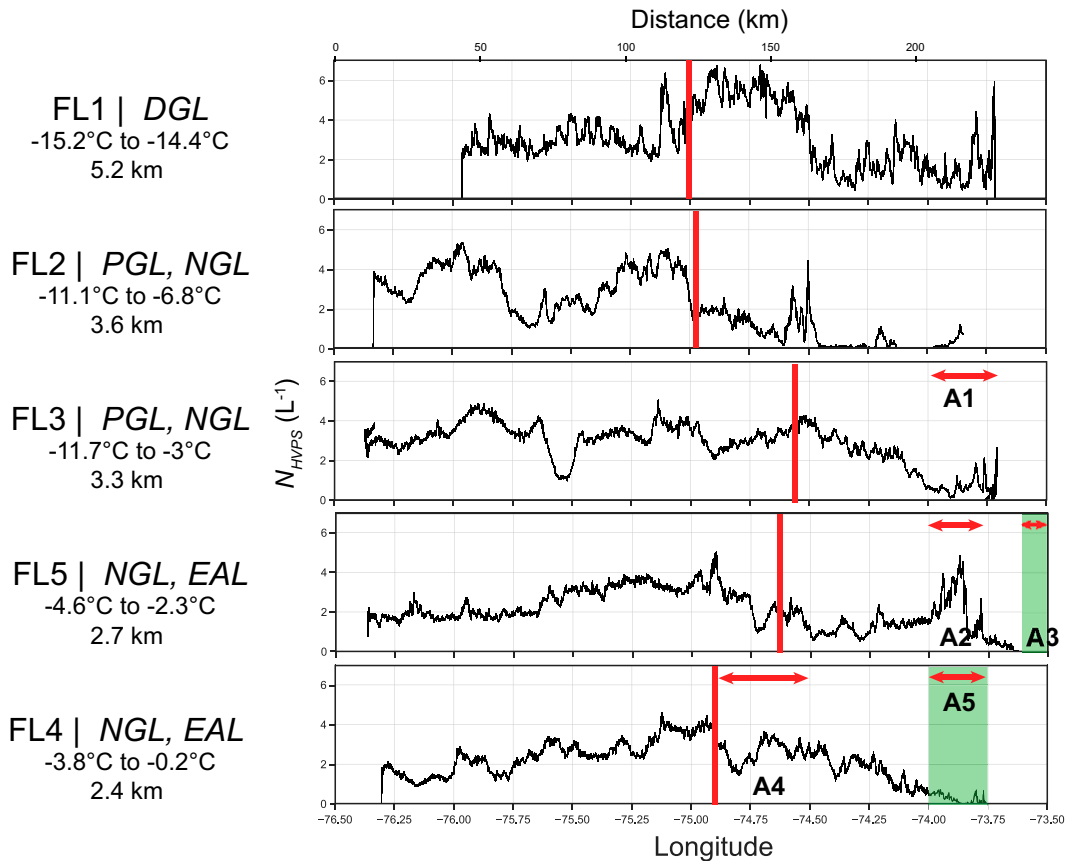 Distance (km)
0 50 100 150 200
FL1 | DGL
-15.2°C to -14.4°C
5.2 km
6
4
2
0
FL2 | PGL, NGL
-11.1°C to -6.8°C
3.6 km
6
4
2
0
FL3 | PGL, NGL
-11.7°C to -3°C
3.3 km
6
4
2
0
A1
N_HVPS (L⁻¹)
FL5 | NGL, EAL
-4.6°C to -2.3°C
2.7 km
6
4
2
0
A2 A3
FL4 | NGL, EAL
-3.8°C to -0.2°C
2.4 km
6
4
2
0
A5
A4
−76.50 −76.25 −76.00 −75.75 −75.50 −75.25 −75.00 −74.75 −74.50 −74.25 −74.00 −73.75 −73.50
Longitude